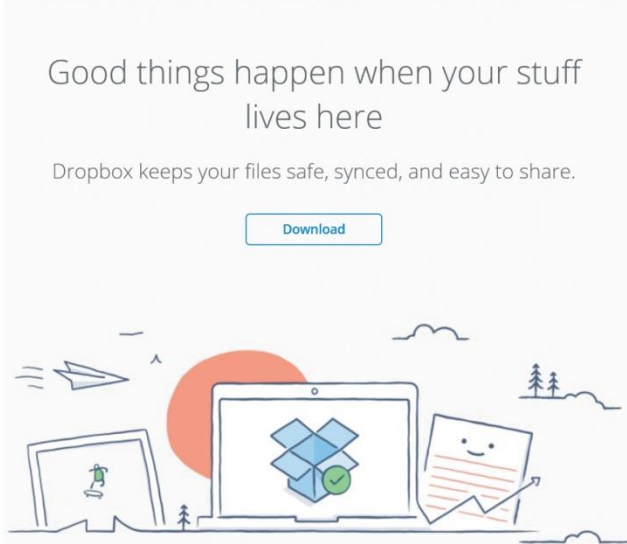 Good things happen when your stuff
lives here
Dropbox keeps your files safe, synced, and easy to share.
Download